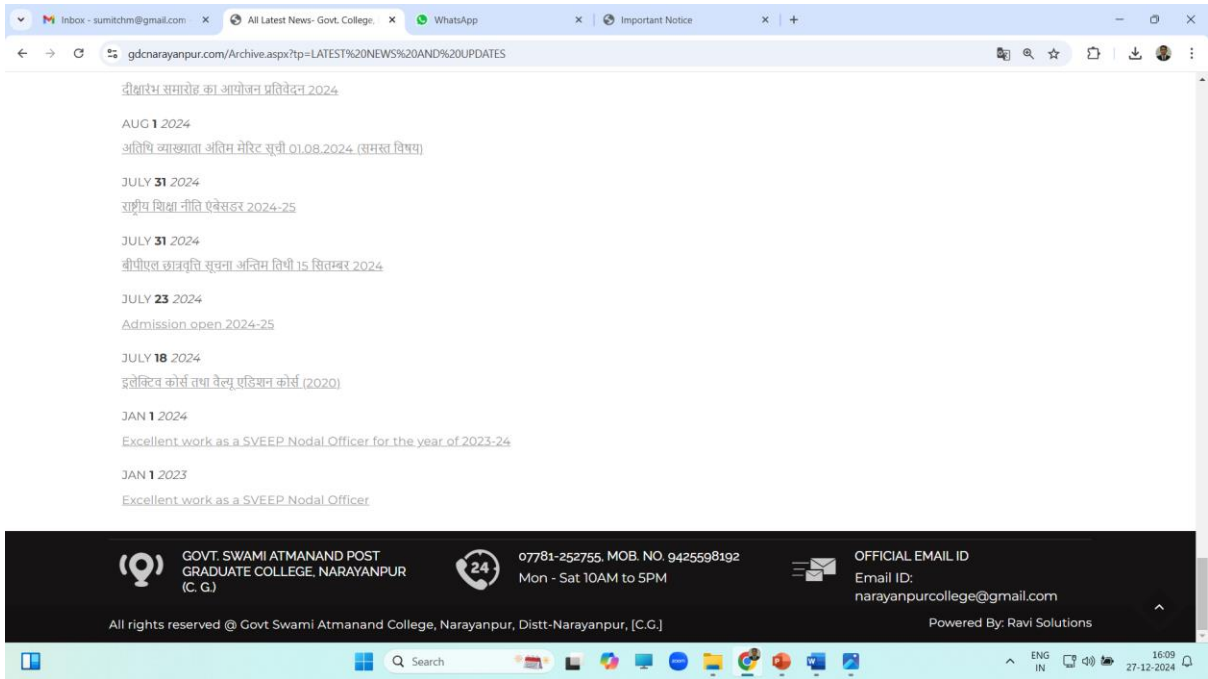 Inbox - sumitchm@gmail.com
All Latest News- Govt. College,
WhatsApp
Important Notice
gdcnarayanpur.com/Archive.aspx?tp=LATEST%20NEWS%20AND%20UPDATES
दीक्षारंभ समारोह का आयोजन प्रतिवेदन 2024
AUG 1 2024
अतिथि व्याख्याता अंतिम मेरिट सूची 01.08.2024 (समस्त विषय)
JULY 31 2024
राष्ट्रीय शिक्षा नीति एंबेसडर 2024-25
JULY 31 2024
बीपीएल छात्रवृत्ति सूचना अन्तिम तिथी 15 सितम्बर 2024
JULY 23 2024
Admission open 2024-25
JULY 18 2024
इलेक्टिव कोर्स तथा वैल्यू एडिशन कोर्स (2020)
JAN 1 2024
Excellent work as a SVEEP Nodal Officer for the year of 2023-24
JAN 1 2023
Excellent work as a SVEEP Nodal Officer
GOVT. SWAMI ATMANAND POST
GRADUATE COLLEGE, NARAYANPUR
(C. G.)
24
07781-252755, MOB. NO. 9425598192
Mon - Sat 10AM to 5PM
OFFICIAL EMAIL ID
Email ID:
narayanpurcollege@gmail.com
All rights reserved @ Govt Swami Atmanand College, Narayanpur, Distt-Narayanpur, [C.G.]
Powered By: Ravi Solutions
Search
ENG
IN
16:09
27-12-2024